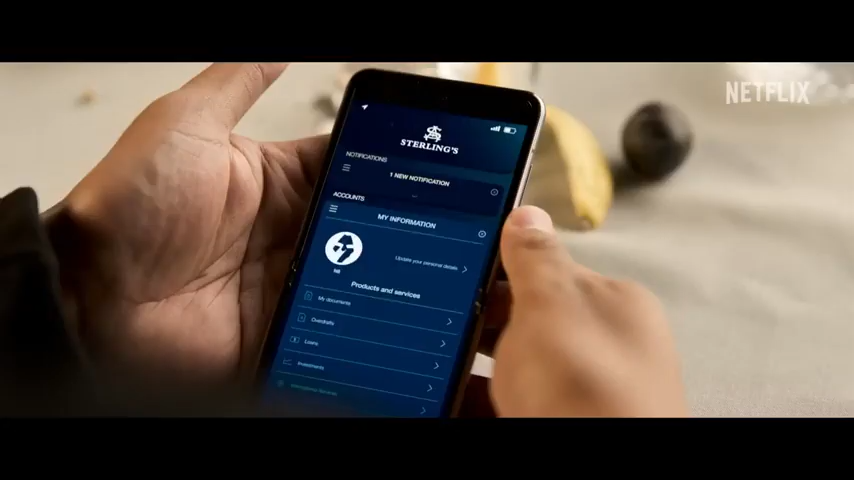 NETFLIX
STERLING'S
NOTIFICATIONS
1 NEW NOTIFICATION
ACCOUNTS
MY INFORMATION
Update your personal details
Products and services
My documents
Overdrafts
Loans
Investments